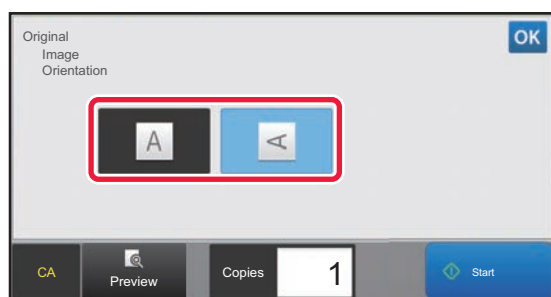 Original
Image
Orientation
OK
A
A
CA
Preview
Copies
1
Start